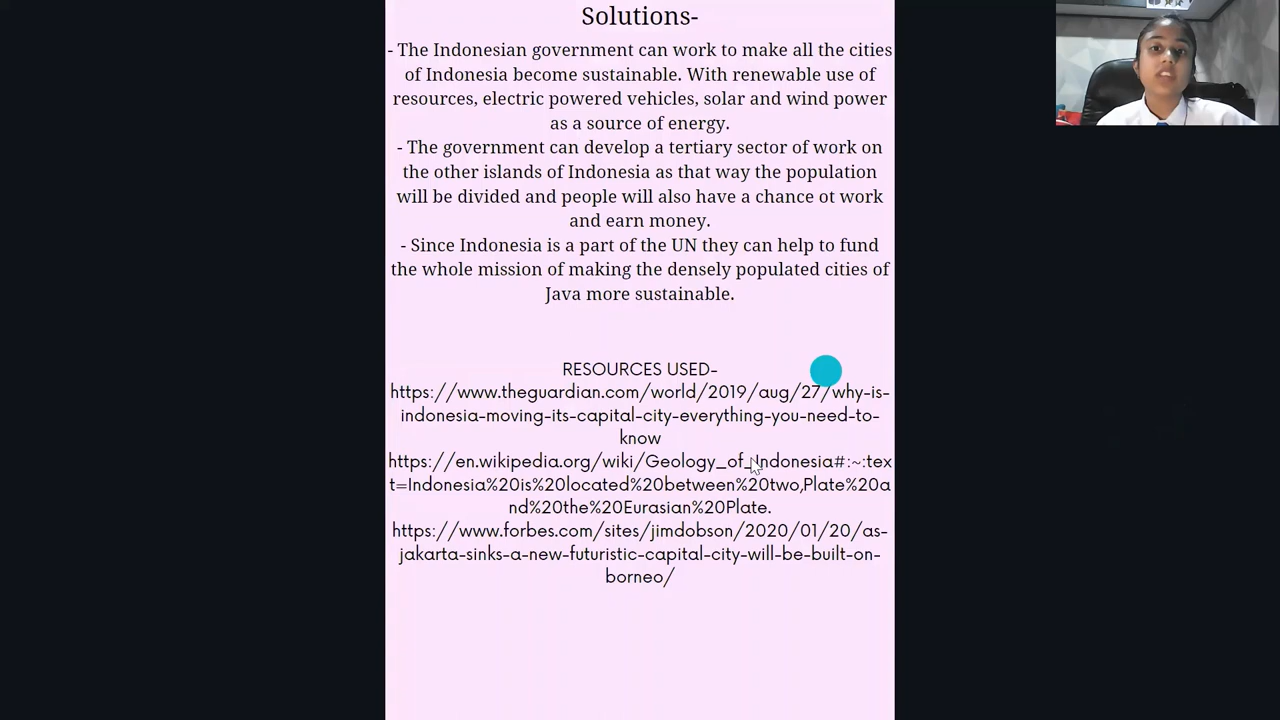 Solutions-
- The Indonesian government can work to make all the cities
of Indonesia become sustainable. With renewable use of
resources, electric powered vehicles, solar and wind power
as a source of energy.
- The government can develop a tertiary sector of work on
the other islands of Indonesia as that way the population
will be divided and people will also have a chance ot work
and earn money.
- Since Indonesia is a part of the UN they can help to fund
the whole mission of making the densely populated cities of
Java more sustainable.
RESOURCES USED-
https://www.theguardian.com/world/2019/aug/27/why-is-
indonesia-moving-its-capital-city-everything-you-need-to-
know
https://en.wikipedia.org/wiki/Geology_of_Indonesia#:~:tex
t=Indonesia%20is%20located%20between%20two,Plate%20a
nd%20the%20Eurasian%20Plate.
https://www.forbes.com/sites/jimdobson/2020/01/20/as-
jakarta-sinks-a-new-futuristic-capital-city-will-be-built-on-
borneo/